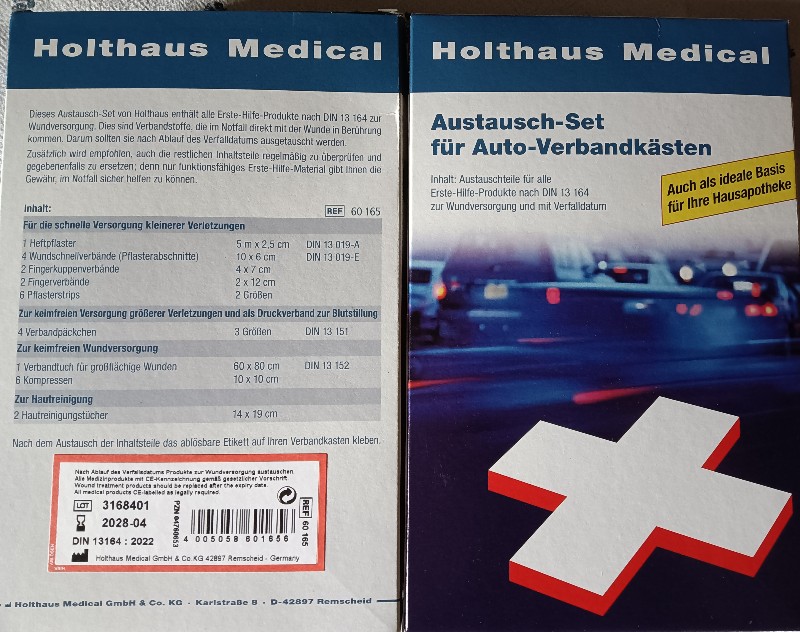 Holthaus Medical
Dieses Austausch-Set von Holthaus enthält alle Erste-Hilfe-Produkte nach DIN 13 164 zur
Wundversorgung. Dies sind Verbandstoffe, die im Notfall direkt mit der Wunde in Berührung
kommen. Darum sollten sie nach Ablauf des Verfalldatums ausgetauscht werden.
Zusätzlich wird empfohlen, auch die restlichen Inhaltsteile regelmäßig zu überprüfen und
gegebenenfalls zu ersetzen; denn nur funktionsfähiges Erste-Hilfe-Material gibt Ihnen die
Gewähr, im Notfall sicher helfen zu können.
Inhalt: REF 60 165
Für die schnelle Versorgung kleinerer Verletzungen
1 Heftpflaster 5 m x 2,5 cm DIN 13 019-A
4 Wundschnellverbände (Pflasterabschnitte) 10 x 6 cm DIN 13 019-E
2 Fingerkuppenverbände 4 x 7 cm
2 Fingerverbände 2 x 12 cm
6 Pflasterstrips 2 Größen
Zur keimfreien Versorgung größerer Verletzungen und als Druckverband zur Blutstillung
4 Verbandpäckchen 3 Größen DIN 13 151
Zur keimfreien Wundversorgung
1 Verbandtuch für großflächige Wunden 60 x 80 cm DIN 13 152
6 Kompressen 10 x 10 cm
Zur Hautreinigung
2 Hautreinigungstücher 14 x 19 cm
Nach dem Austausch der Inhaltsteile das ablösbare Etikett auf Ihren Verbandkasten kleben.
Nach Ablauf des Verfallsdatums Produkte zur Wundversorgung austauschen.
Alle Medizinprodukte mit CE-Kennzeichnung gemäß gesetzlicher Vorschrift.
Wound treatment products should be replaced after the expiry date.
All medical products CE-labelled as legally required.
LOT 3168401
2028-04
DIN 13164 : 2022
PZN 04760653
4 005059 601656
REF 60 165
Holthaus Medical GmbH & Co.KG 42897 Remscheid - Germany
Holthaus Medical GmbH & Co. KG · Karlstraße 8 · D-42897 Remscheid
Holthaus Medical
Austausch-Set
für Auto-Verbandkästen
Inhalt: Austauschteile für alle
Erste-Hilfe-Produkte nach DIN 13 164
zur Wundversorgung und mit Verfalldatum
Auch als ideale Basis
für Ihre Hausapotheke